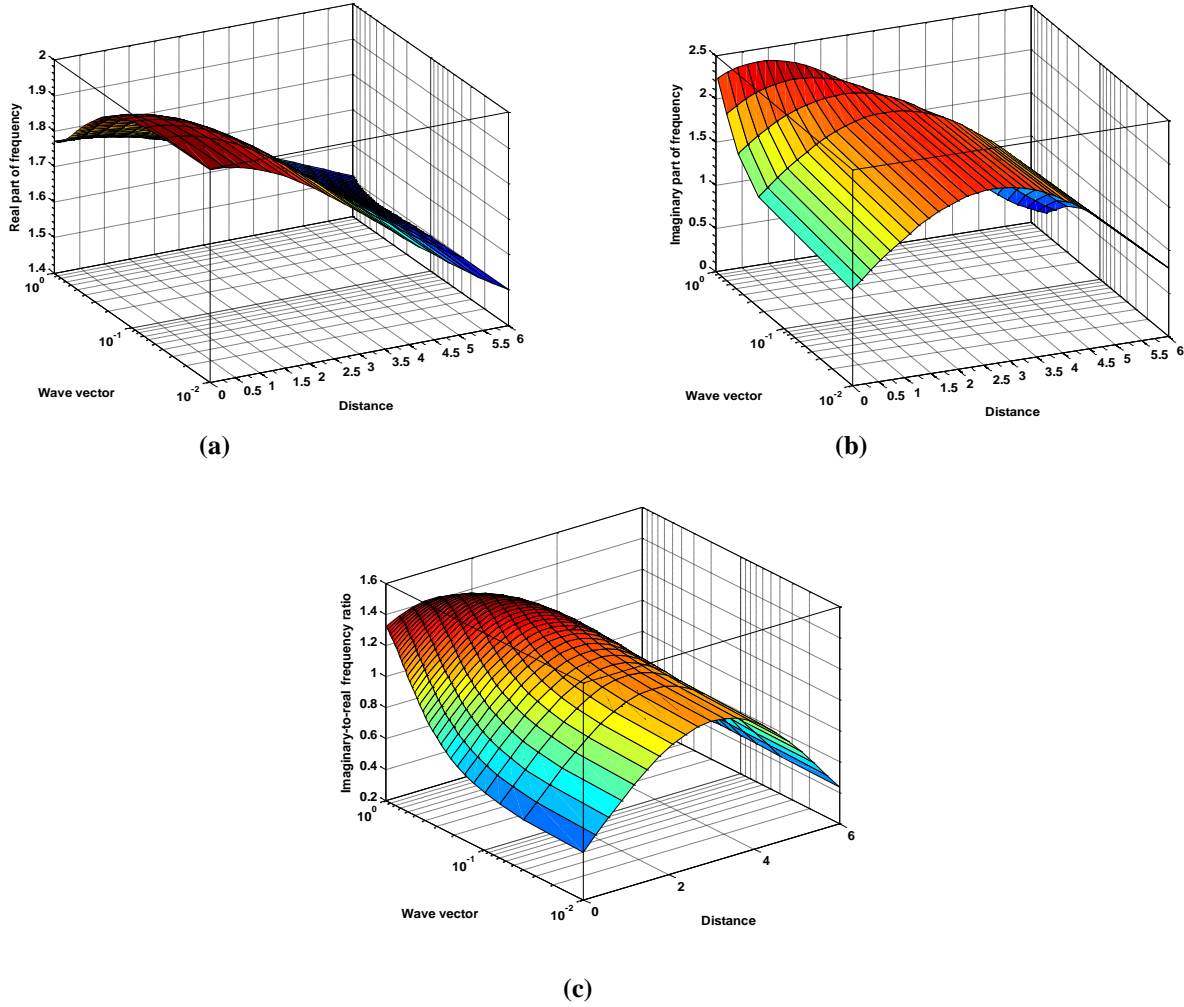 Real part of frequency
2
1.9
1.8
1.7
1.6
1.5
1.4
10^0
10^-1
10^-2
Wave vector
0 0.5 1 1.5 2 2.5 3 3.5 4 4.5 5 5.5 6
Distance
(a)
Imaginary part of frequency
2.5
2
1.5
1
0.5
0
10^0
10^-1
10^-2
Wave vector
0 0.5 1 1.5 2 2.5 3 3.5 4 4.5 5 5.5 6
Distance
(b)
Imaginary-to-real frequency ratio
1.6
1.4
1.2
1
0.8
0.6
0.4
0.2
10^0
10^-1
10^-2
Wave vector
0 2 4 6
Distance
(c)